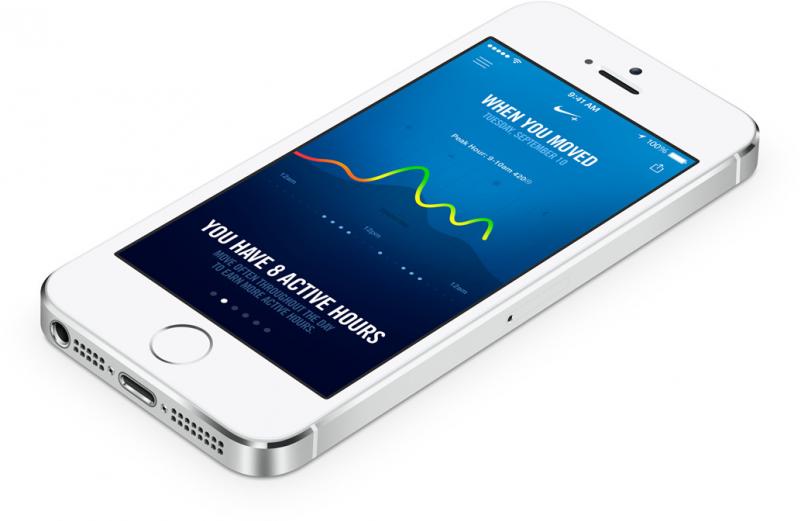 9:41 AM
100%
WHEN YOU MOVED
TUESDAY, SEPTEMBER 10
Peak Hour: 9-10am 420
12am
12pm
12am
YOU HAVE 8 ACTIVE HOURS
MOVE OFTEN THROUGHOUT THE DAY
TO EARN MORE ACTIVE HOURS.